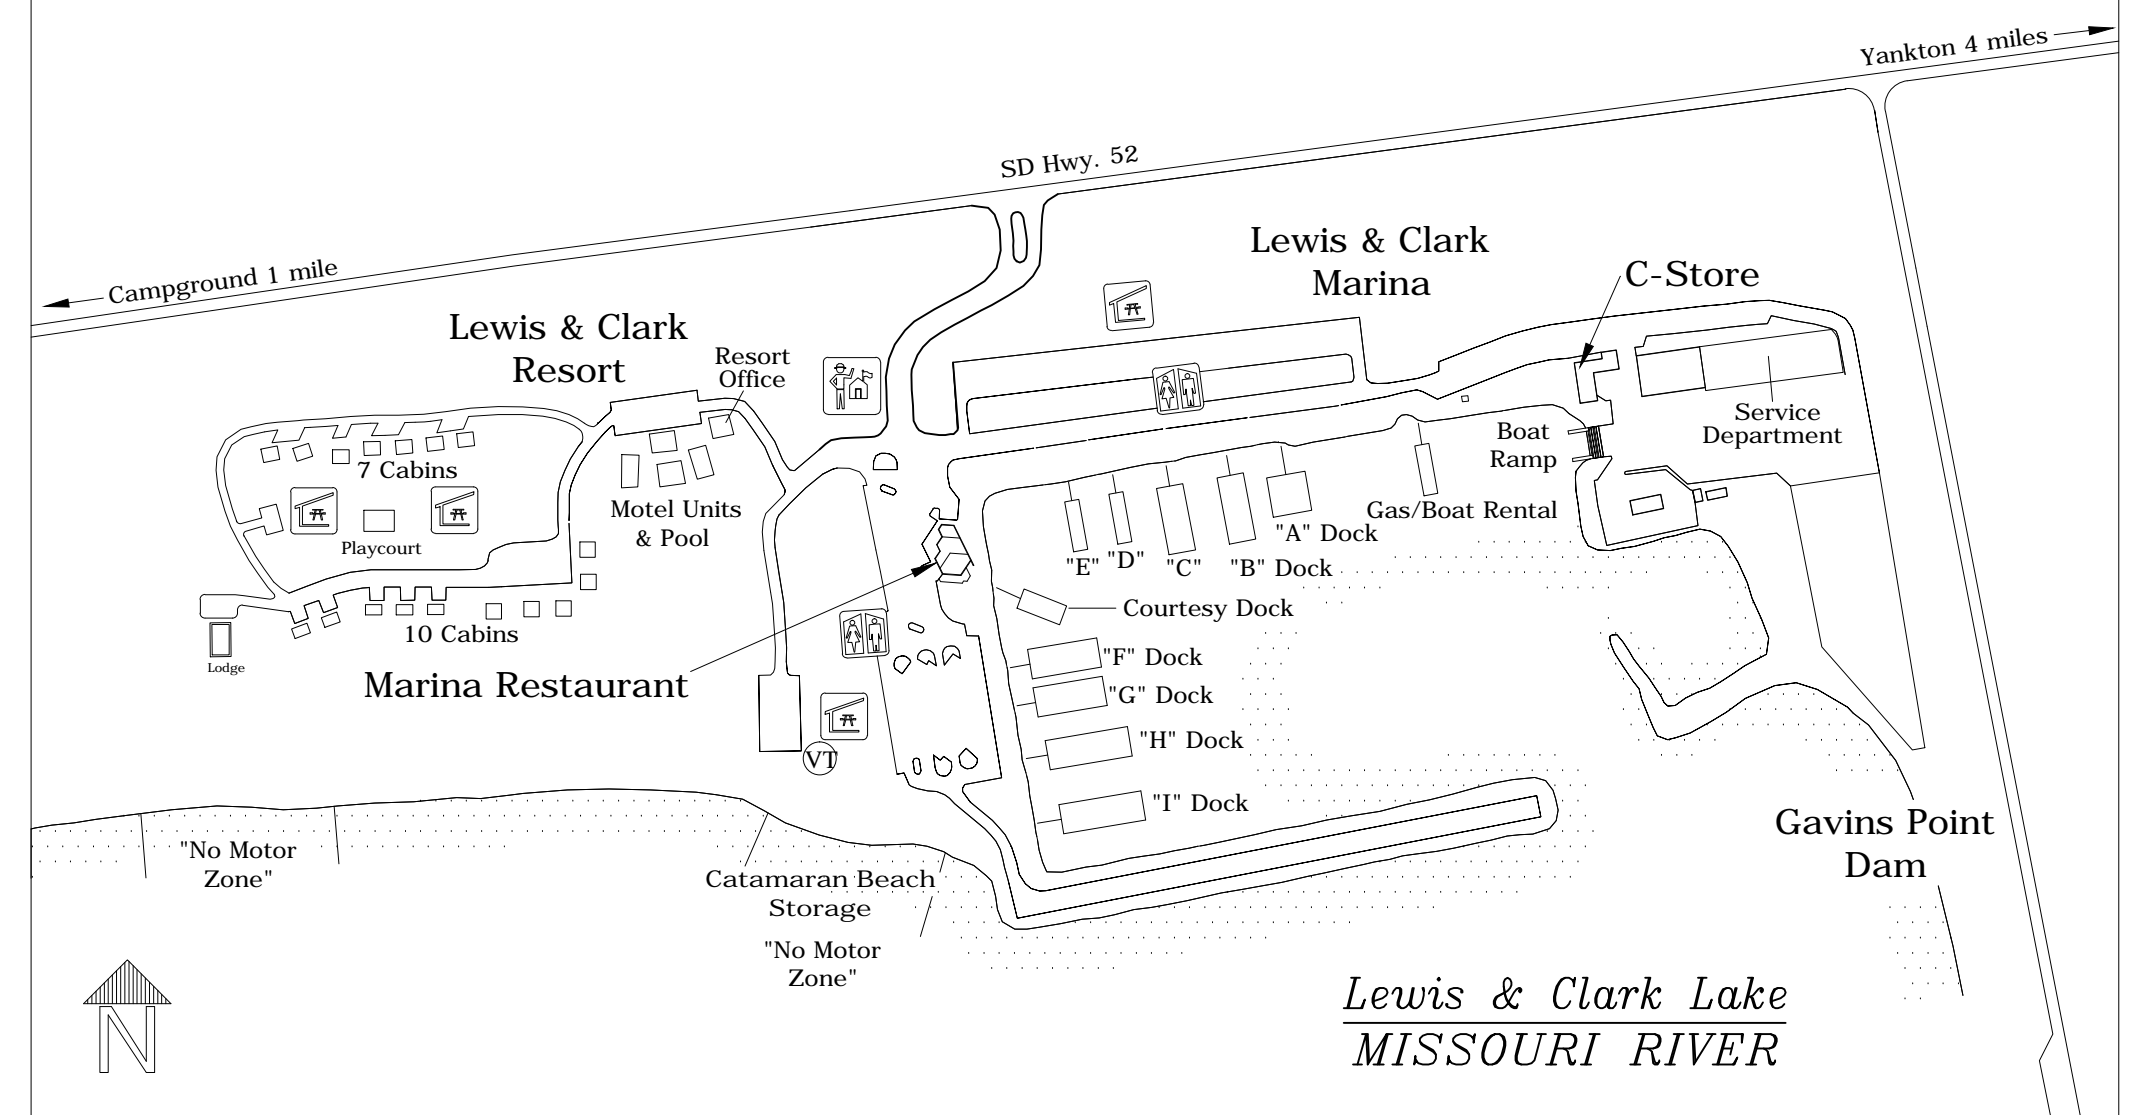 Yankton 4 miles
SD Hwy. 52
Campground 1 mile
Lewis & Clark
Marina
C-Store
Lewis & Clark
Resort
Resort
Office
Service
Department
Boat
Ramp
7 Cabins
Motel Units
& Pool
Playcourt
Gas/Boat Rental
"A" Dock
"B" Dock
"C"
"D"
"E"
Courtesy Dock
10 Cabins
Lodge
Marina Restaurant
"F" Dock
"G" Dock
"H" Dock
"I" Dock
VT
Gavins Point
Dam
"No Motor
Zone"
Catamaran Beach
Storage
"No Motor
Zone"
N
Lewis & Clark Lake
MISSOURI RIVER